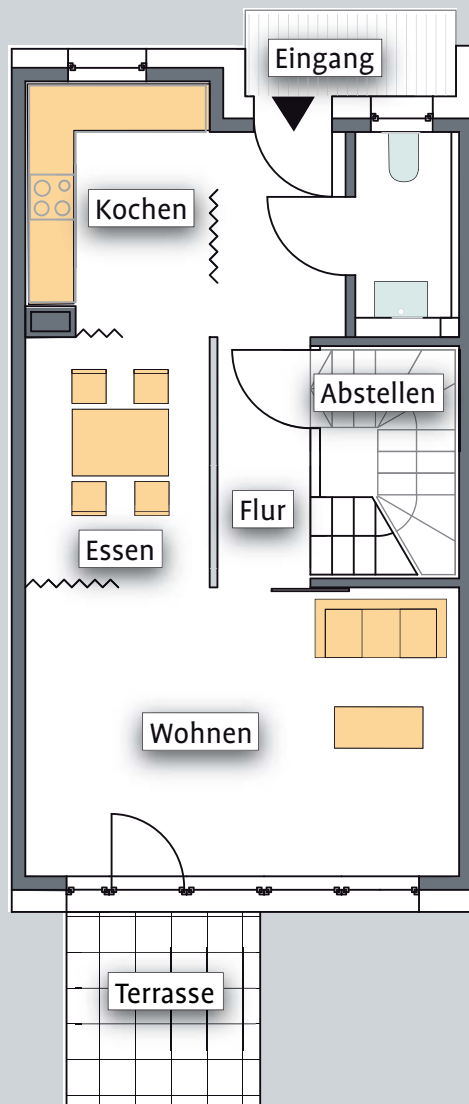 Eingang
Kochen
Abstellen
Flur
Essen
Wohnen
Terrasse